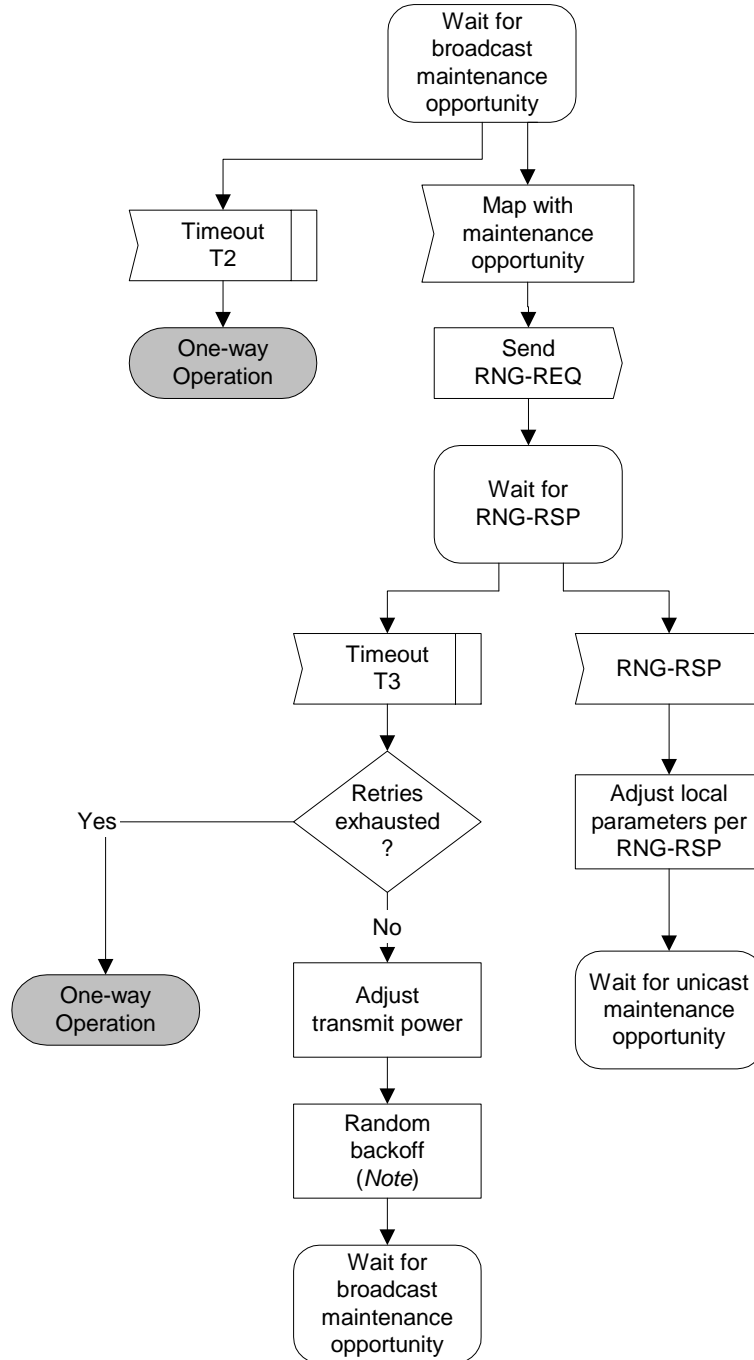 Wait for
broadcast
maintenance
opportunity
Timeout
T2
Map with
maintenance
opportunity
One-way
Operation
Send
RNG-REQ
Wait for
RNG-RSP
Timeout
T3
RNG-RSP
Retries
exhausted
?
Yes
Adjust local
parameters per
RNG-RSP
No
One-way
Operation
Adjust
transmit power
Wait for unicast
maintenance
opportunity
Random
backoff
(Note)
Wait for
broadcast
maintenance
opportunity